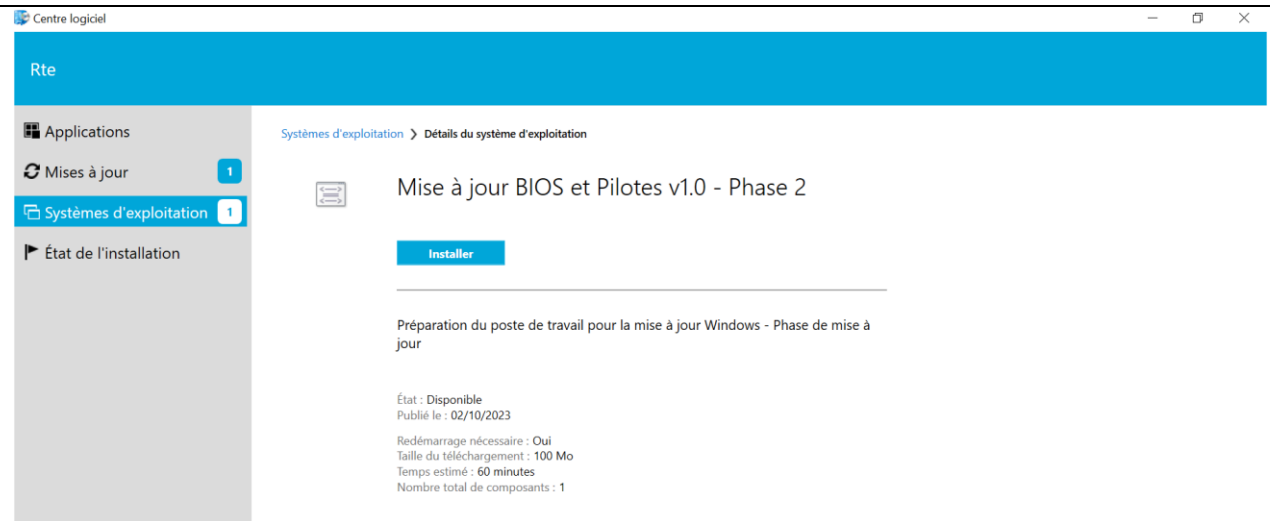 Centre logiciel
Rte
Applications
Mises à jour 1
Systèmes d'exploitation 1
État de l'installation
Systèmes d'exploitation ❯ Détails du système d'exploitation
Mise à jour BIOS et Pilotes v1.0 - Phase 2
Installer
Préparation du poste de travail pour la mise à jour Windows - Phase de mise à
jour
État : Disponible
Publié le : 02/10/2023
Redémarrage nécessaire : Oui
Taille du téléchargement : 100 Mo
Temps estimé : 60 minutes
Nombre total de composants : 1